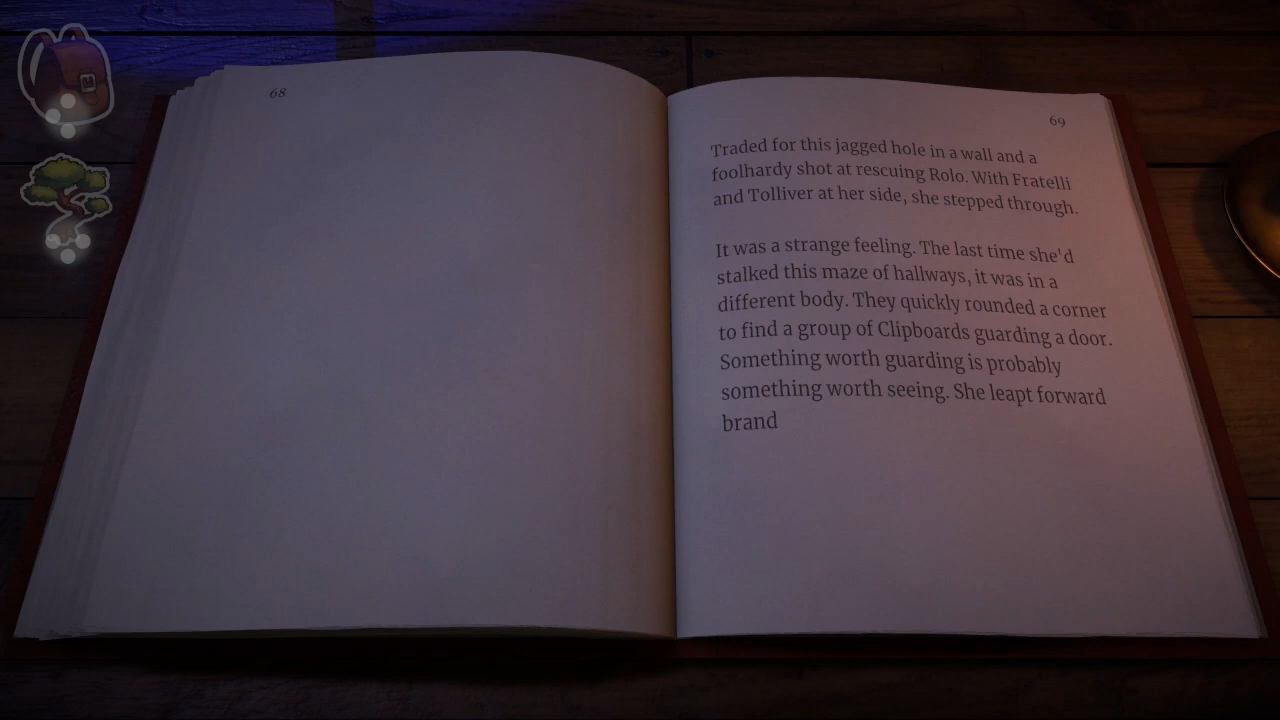 68
69
Traded for this jagged hole in a wall and a
foolhardy shot at rescuing Rolo. With Fratelli
and Tolliver at her side, she stepped through.
It was a strange feeling. The last time she'd
stalked this maze of hallways, it was in a
different body. They quickly rounded a corner
to find a group of Clipboards guarding a door.
Something worth guarding is probably
something worth seeing. She leapt forward
brand